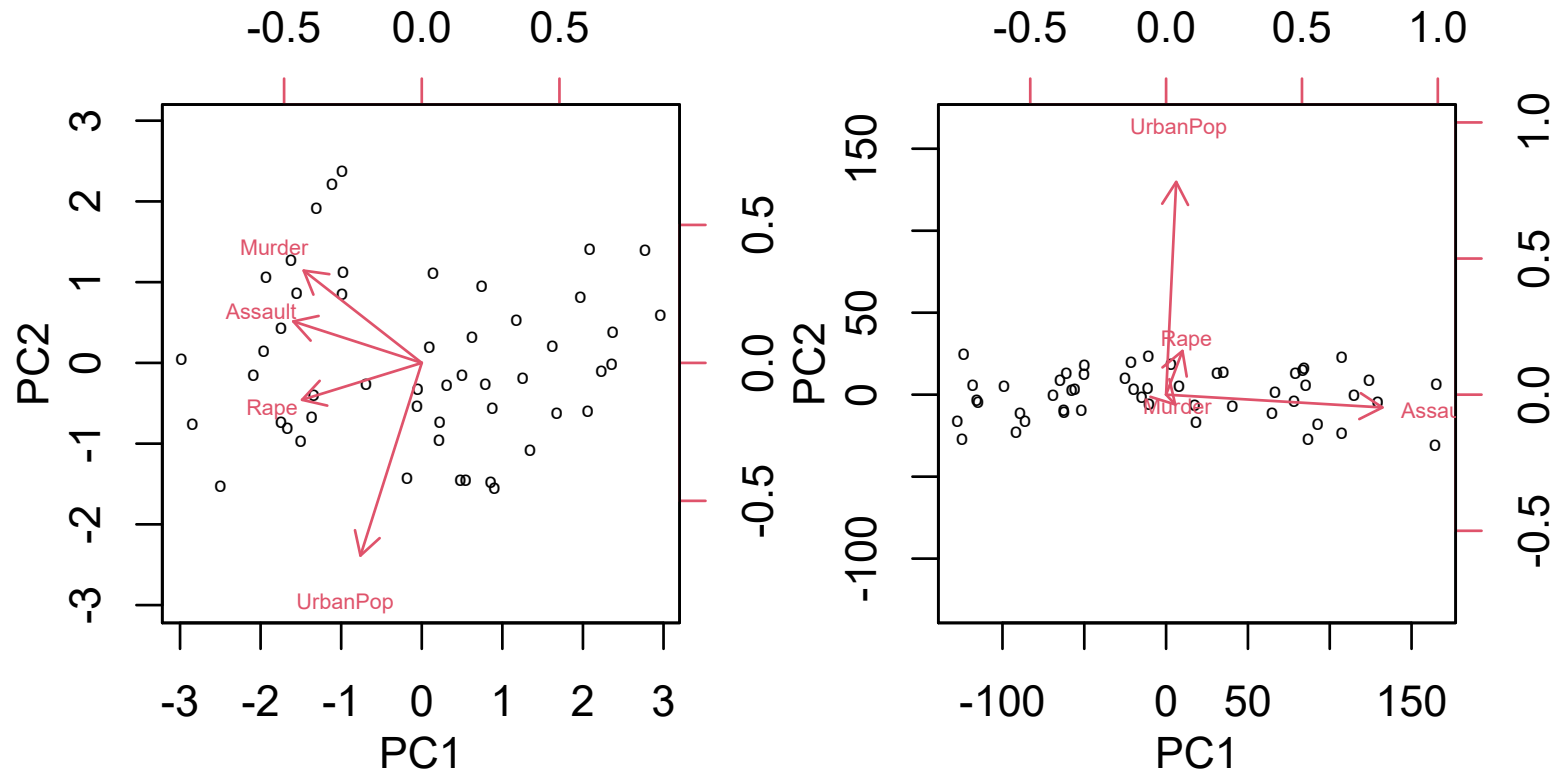 -0.5 0.0 0.5
3
2
1
0
-1
-2
-3
PC2
Murder
Assault
Rape
UrbanPop
0.5
0.0
-0.5
-3 -2 -1 0 1 2 3
PC1
-0.5 0.0 0.5 1.0
150
50
0
-100
PC2
UrbanPop
Rape
Murder
Assau
1.0
0.5
0.0
-0.5
-100 0 50 150
PC1